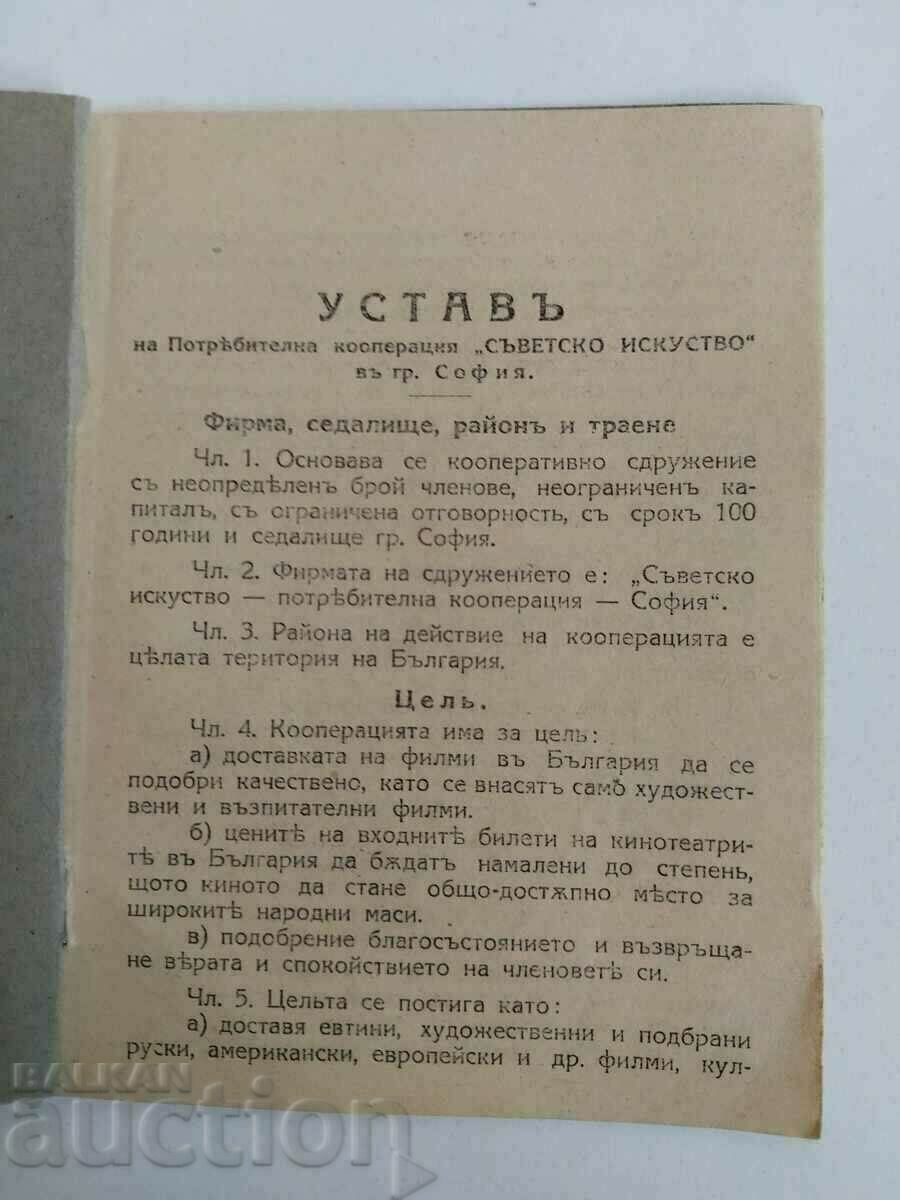 УСТАВЪ
на Потрѣбителна кооперация „СЪВЕТСКО ИСКУСТВО“
въ гр. София.
Фирма, седалище, районъ и траене
Чл. 1. Основава се кооперативно сдружение
съ неопредѣленъ брой членове, неограниченъ ка-
питалъ, съ ограничена отговорность, съ срокъ 100
години и седалище гр. София.
Чл. 2. Фирмата на сдружението е: „Съветско
искуство — потрѣбителна кооперация — София“.
Чл. 3. Района на действие на кооперацията е
цѣлата територия на България.
Цель.
Чл. 4. Кооперацията има за цель:
а) доставката на филми въ България да се
подобри качествено, като се внасятъ само художест-
вени и възпитателни филми.
б) ценитѣ на входнитѣ билети на кинотеатри-
тѣ въ България да бѫдатъ намалени до степень,
щото киното да стане общо-достѫпно мѣсто за
широкитѣ народни маси.
в) подобрение благосъстоянието и възвръща-
не вѣрата и спокойствието на членоветѣ си.
Чл. 5. Цельта се постига като:
а) доставя евтини, художественни и подбрани
руски, американски, европейски и др. филми, кул-
BALKAN
auction